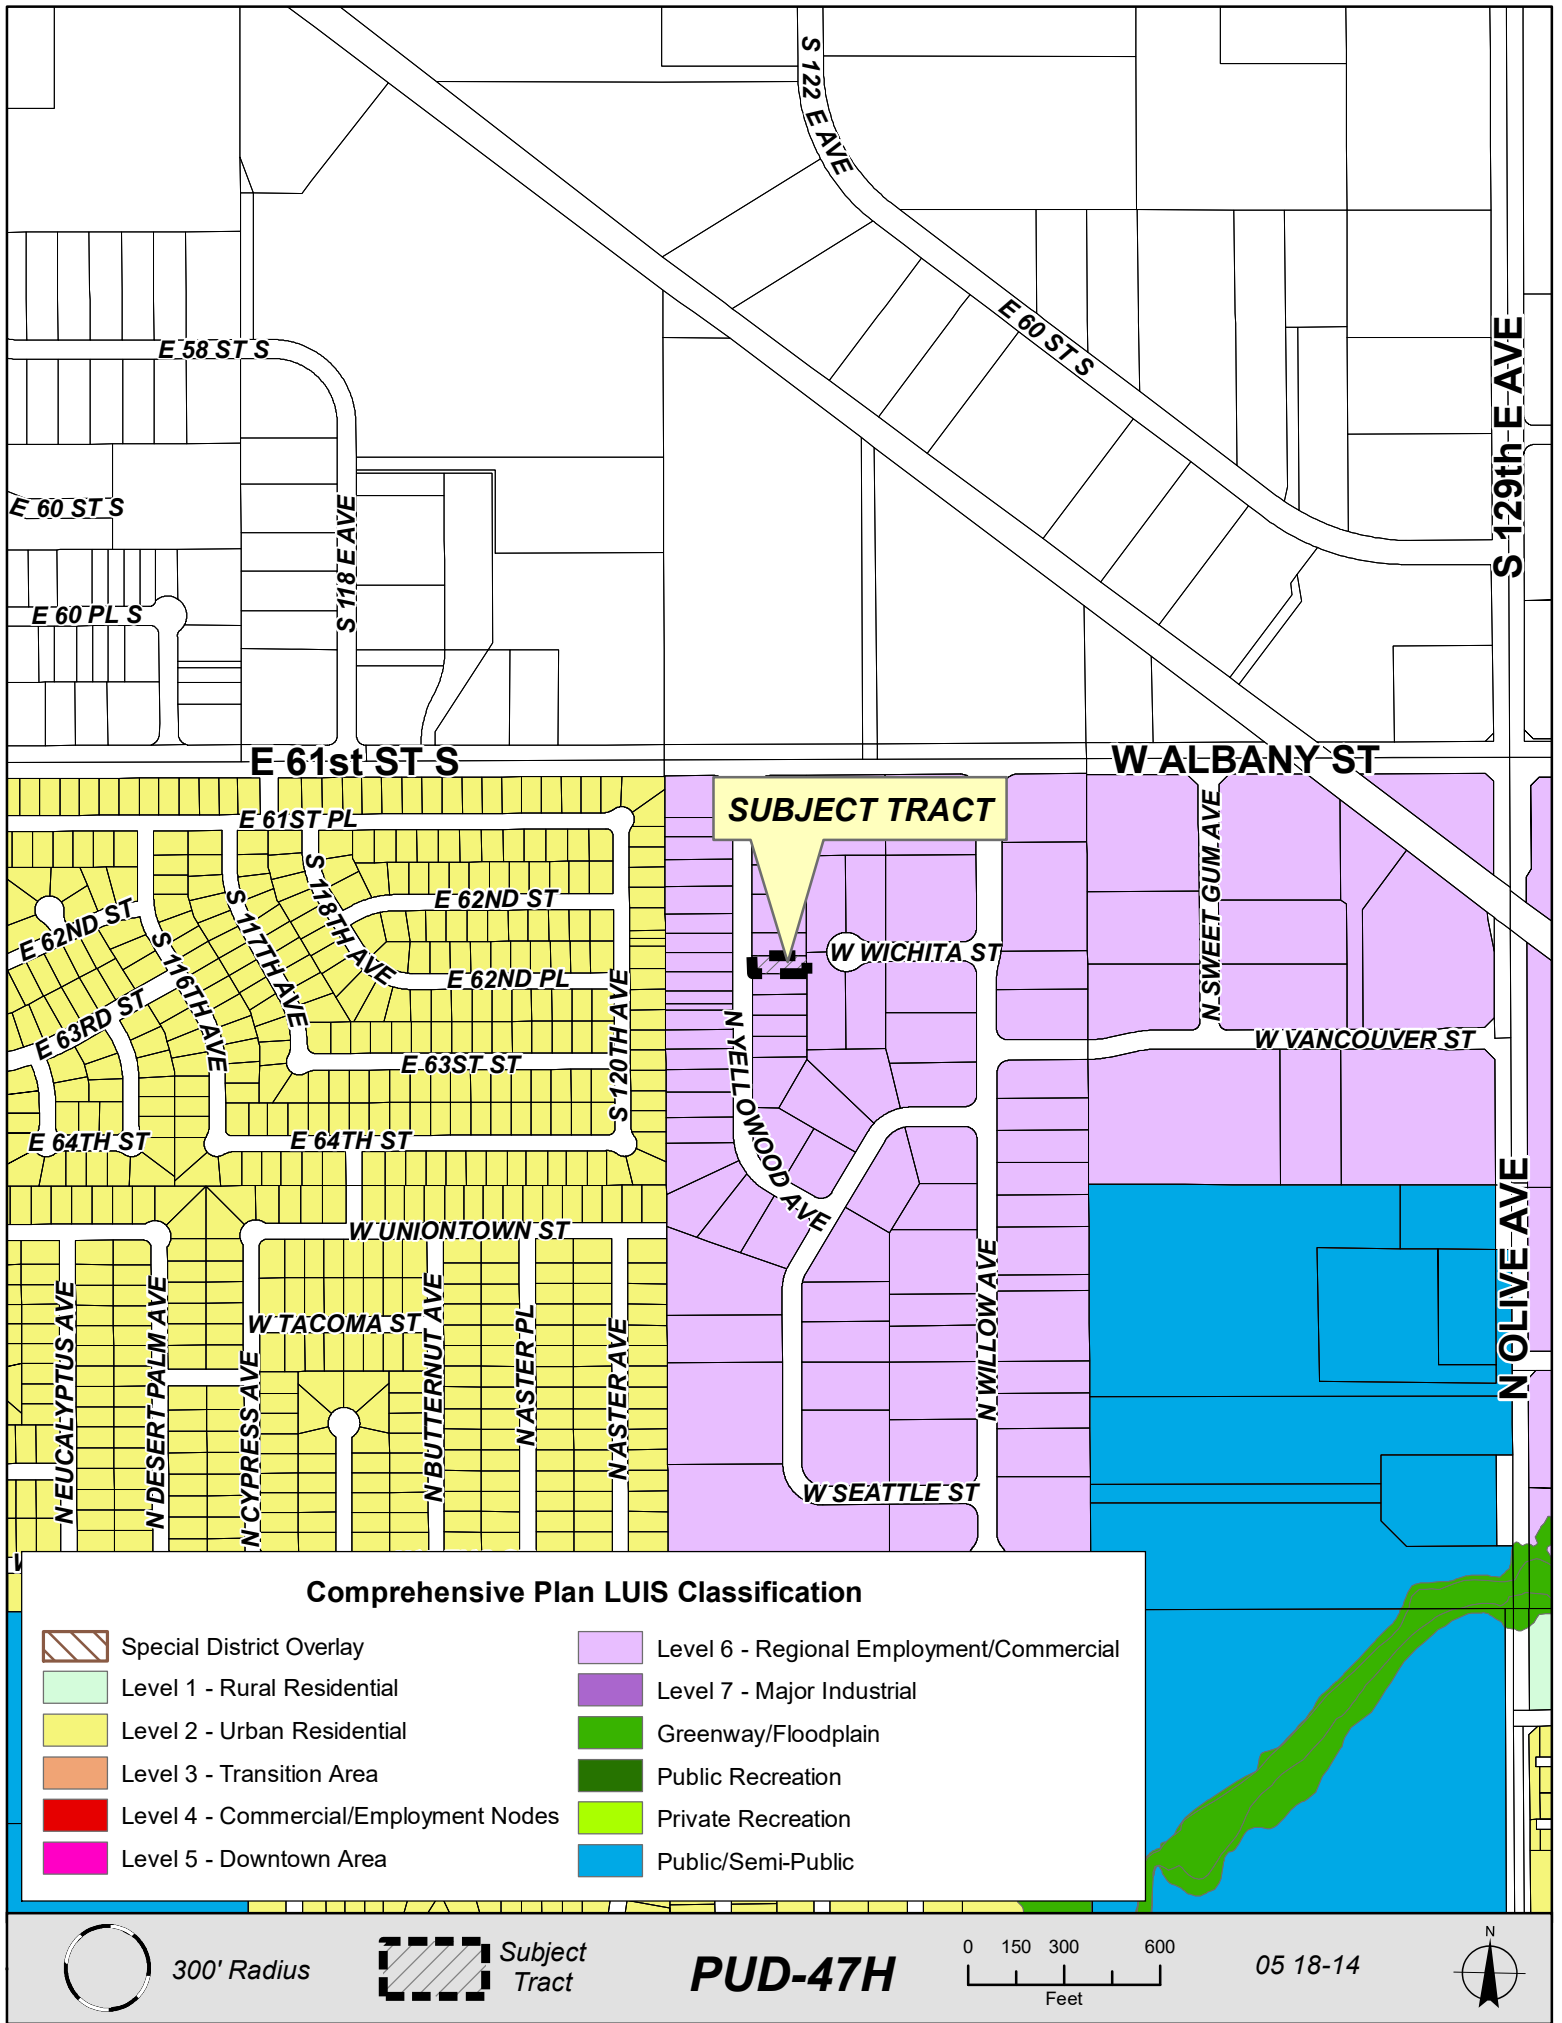 S 122 E AVE
E 60 ST S
S 129th E AVE
E 58 ST S
E 60 ST S
S 118 E AVE
E 60 PL S
E 61st ST S
W ALBANY ST
SUBJECT TRACT
E 61ST PL
S 118TH AVE
E 62ND ST
S 117TH AVE
E 62ND ST
S 116TH AVE
E 62ND PL
W WICHITA ST
N SWEET GUM AVE
E 63RD ST
S 120TH AVE
N YELLOWOOD AVE
E 63ST ST
W VANCOUVER ST
E 64TH ST
E 64TH ST
N OLIVE AVE
W UNIONTOWN ST
N EUCALYPTUS AVE
N DESERT PALM AVE
N CYPRESS AVE
W TACOMA ST
N BUTTERNUT AVE
N ASTER PL
N ASTER AVE
N WILLOW AVE
W SEATTLE ST
Comprehensive Plan LUIS Classification
Special District Overlay
Level 1 - Rural Residential
Level 2 - Urban Residential
Level 3 - Transition Area
Level 4 - Commercial/Employment Nodes
Level 5 - Downtown Area
Level 6 - Regional Employment/Commercial
Level 7 - Major Industrial
Greenway/Floodplain
Public Recreation
Private Recreation
Public/Semi-Public
300' Radius
Subject
Tract
PUD-47H
0 150 300 600
Feet
05 18-14
N